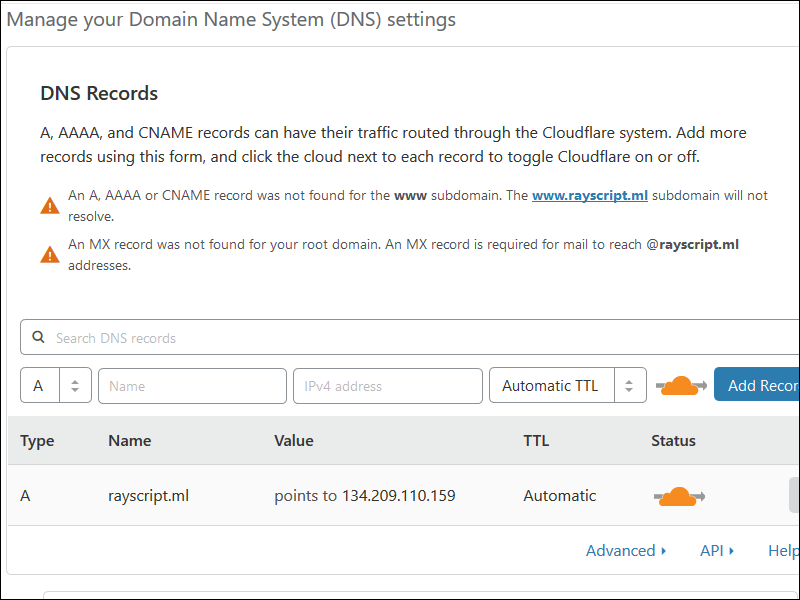 Manage your Domain Name System (DNS) settings
DNS Records
A, AAAA, and CNAME records can have their traffic routed through the Cloudflare system. Add more
records using this form, and click the cloud next to each record to toggle Cloudflare on or off.
An A, AAAA or CNAME record was not found for the www subdomain. The www.rayscript.ml subdomain will not
resolve.
An MX record was not found for your root domain. An MX record is required for mail to reach @rayscript.ml
addresses.
Search DNS records
A Name IPv4 address Automatic TTL Add Recor
Type Name Value TTL Status
A rayscript.ml points to 134.209.110.159 Automatic
Advanced API Help